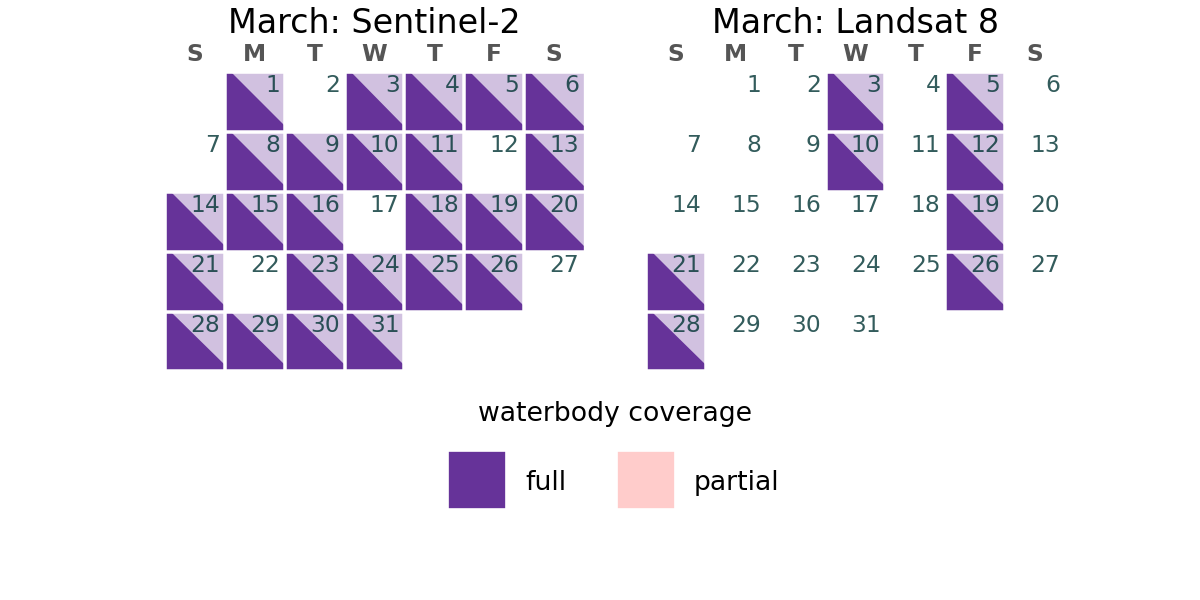 March: Sentinel-2
S M T W T F S
1 2 3 4 5 6
7 8 9 10 11 12 13
14 15 16 17 18 19 20
21 22 23 24 25 26 27
28 29 30 31
March: Landsat 8
S M T W T F S
1 2 3 4 5 6
7 8 9 10 11 12 13
14 15 16 17 18 19 20
21 22 23 24 25 26 27
28 29 30 31
waterbody coverage
full partial